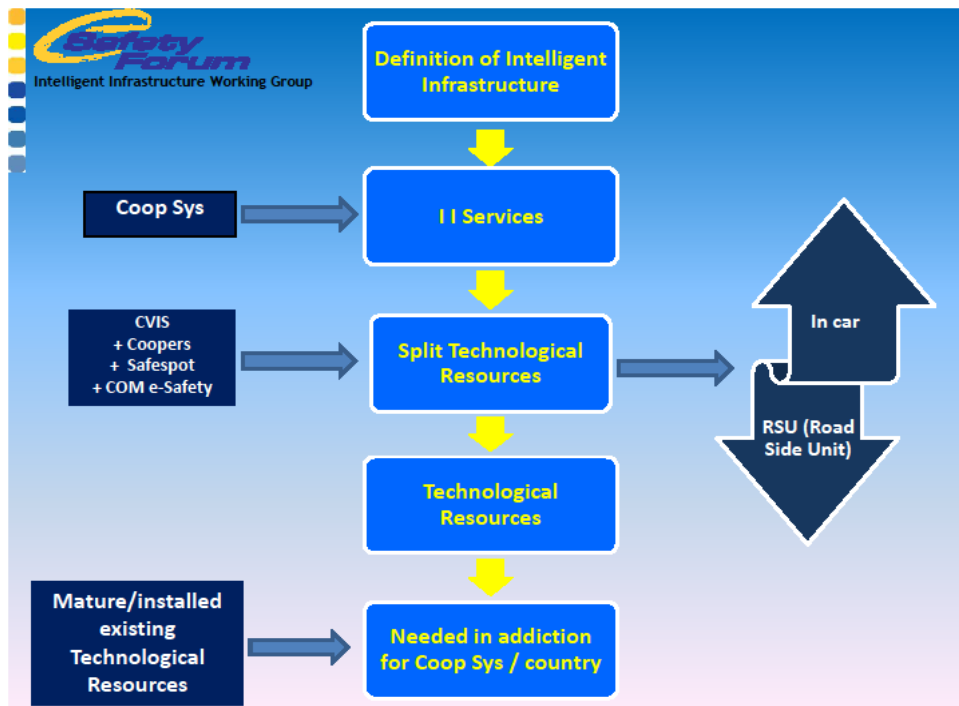 eSafety
Forum
Intelligent Infrastructure Working Group
Definition of Intelligent
Infrastructure
Coop Sys
I I Services
CVIS
+ Coopers
+ Safespot
+ COM e-Safety
Split Technological
Resources
In car
RSU (Road
Side Unit)
Technological
Resources
Mature/installed
existing
Technological
Resources
Needed in addiction
for Coop Sys / country